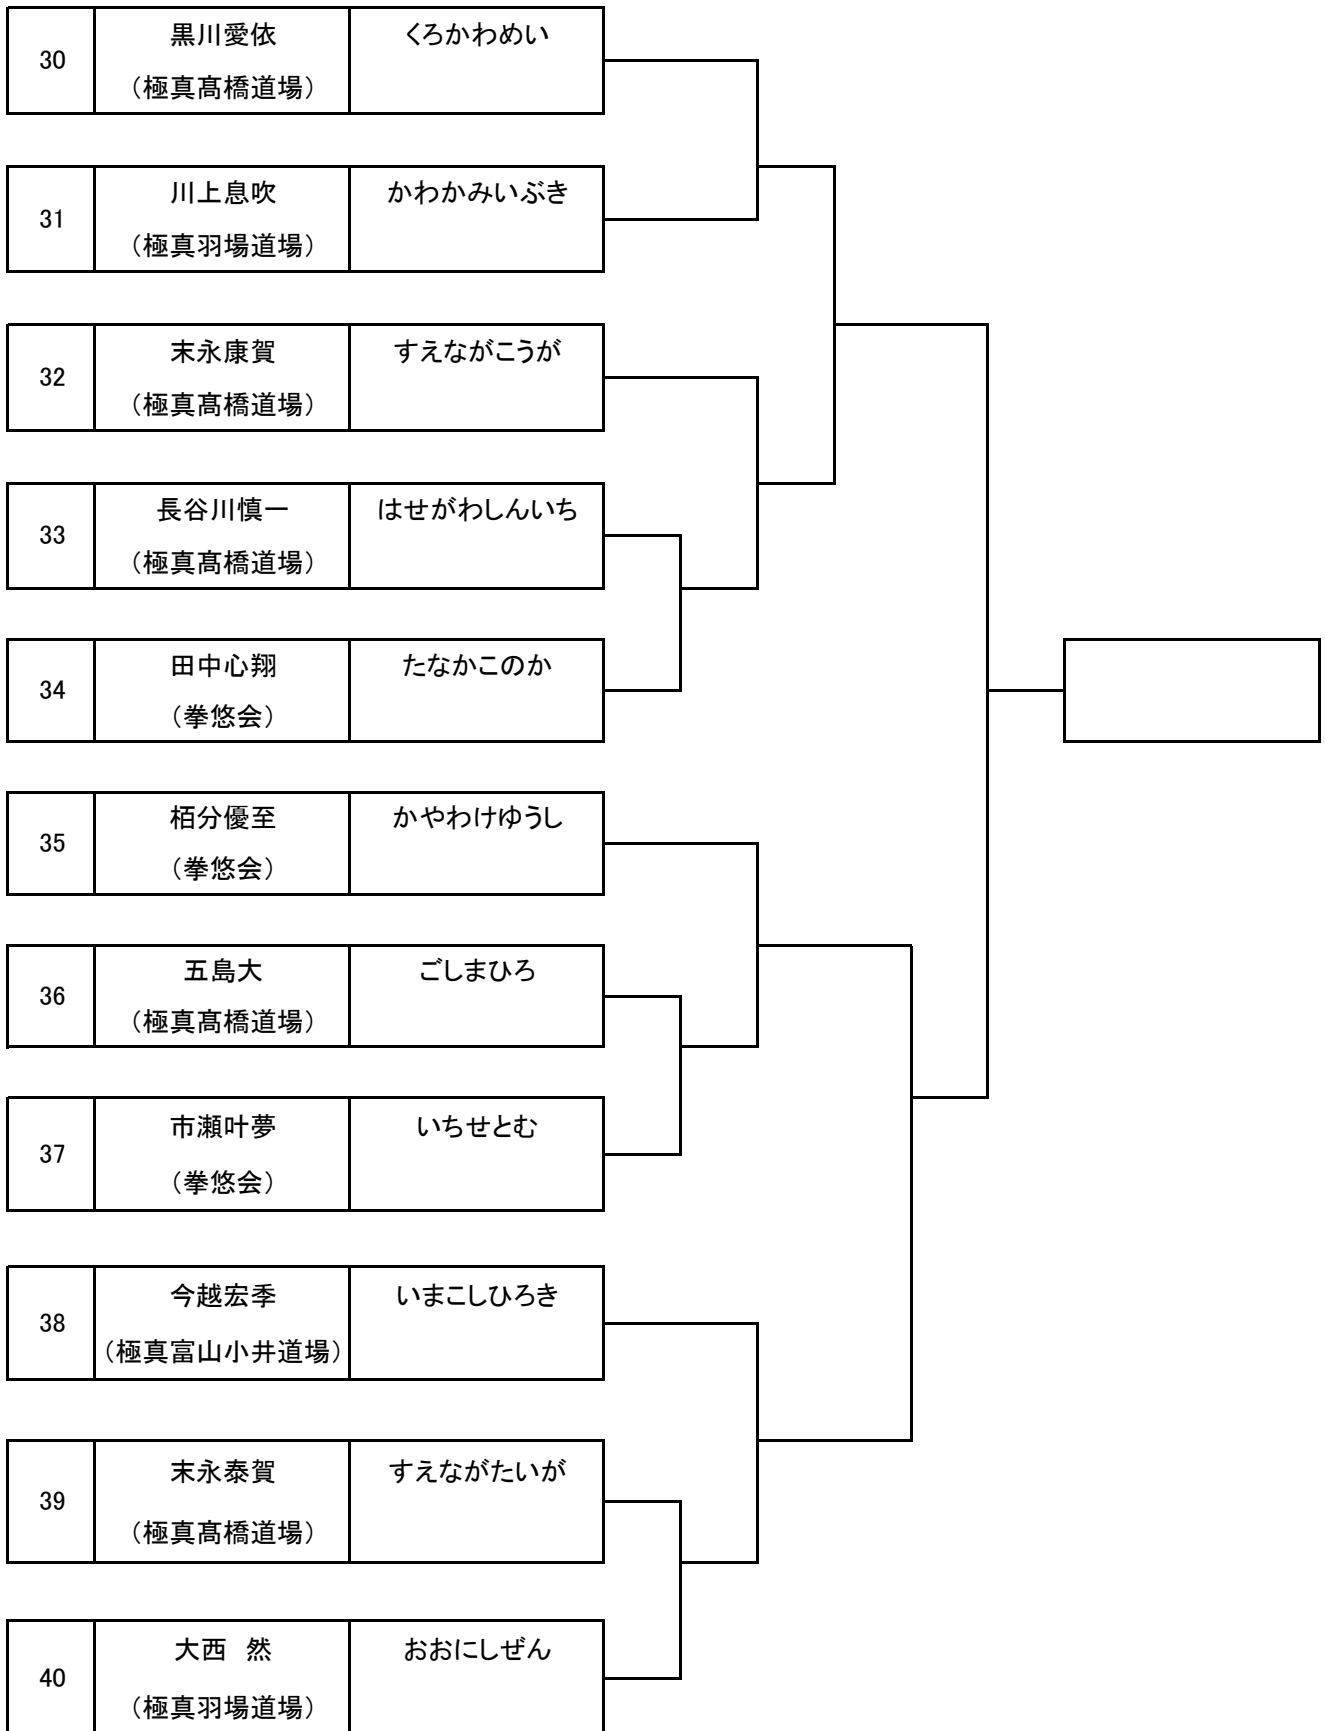 30
黒川愛依
くろかわめい
（極真髙橋道場）
31
川上息吹
かわかみいぶき
（極真羽場道場）
32
末永康賀
すえながこうが
（極真髙橋道場）
33
長谷川慎一
はせがわしんいち
（極真髙橋道場）
34
田中心翔
たなかこのか
（拳悠会）
35
栢分優至
かやわけゆうし
（拳悠会）
36
五島大
ごしまひろ
（極真髙橋道場）
37
市瀬叶夢
いちせとむ
（拳悠会）
38
今越宏季
いまこしひろき
（極真富山小井道場）
39
末永泰賀
すえながたいが
（極真髙橋道場）
40
大西　然
おおにしぜん
（極真羽場道場）